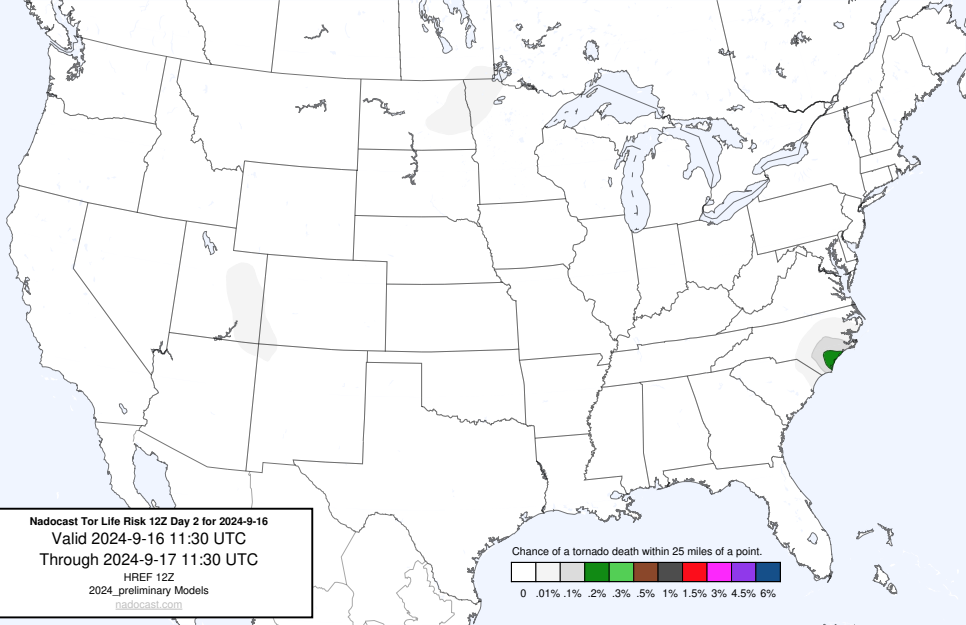 Nadocast Tor Life Risk 12Z Day 2 for 2024-9-16
Valid 2024-9-16 11:30 UTC
Through 2024-9-17 11:30 UTC
HREF 12Z
2024_preliminary Models
nadocast.com
Chance of a tornado death within 25 miles of a point.
0 .01% .1% .2% .3% .5% 1% 1.5% 3% 4.5% 6%